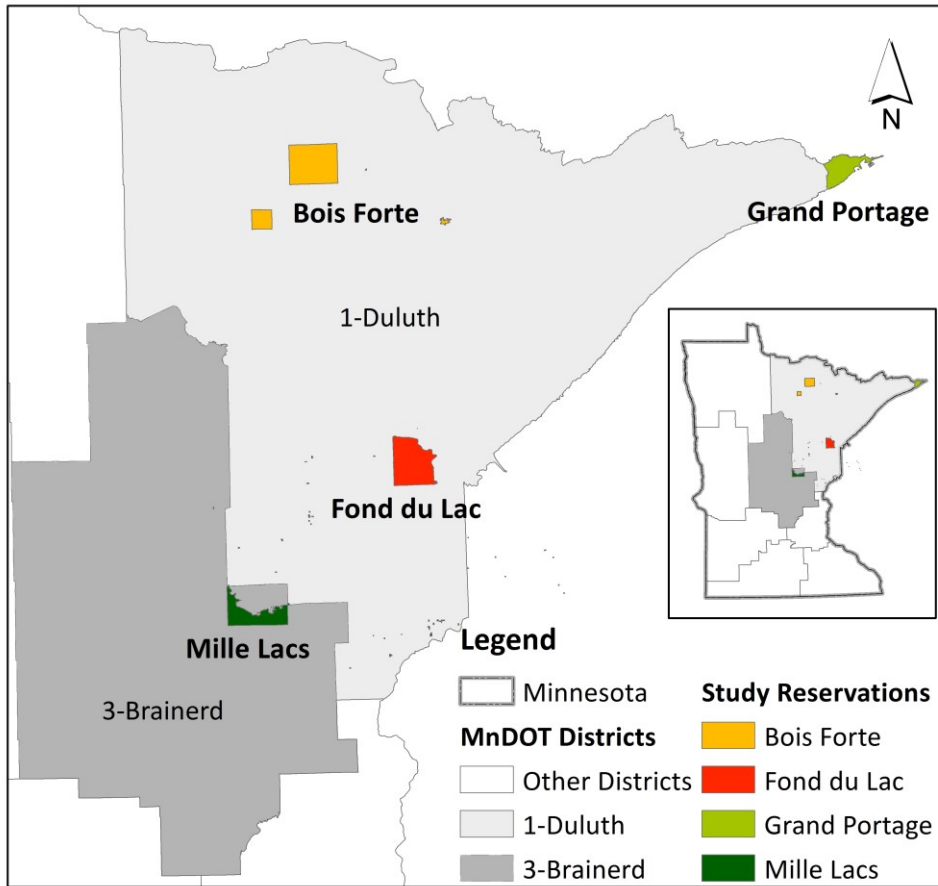 N
Bois Forte
Grand Portage
1-Duluth
Fond du Lac
Mille Lacs
3-Brainerd
Legend
Minnesota
MnDOT Districts
Other Districts
1-Duluth
3-Brainerd
Study Reservations
Bois Forte
Fond du Lac
Grand Portage
Mille Lacs